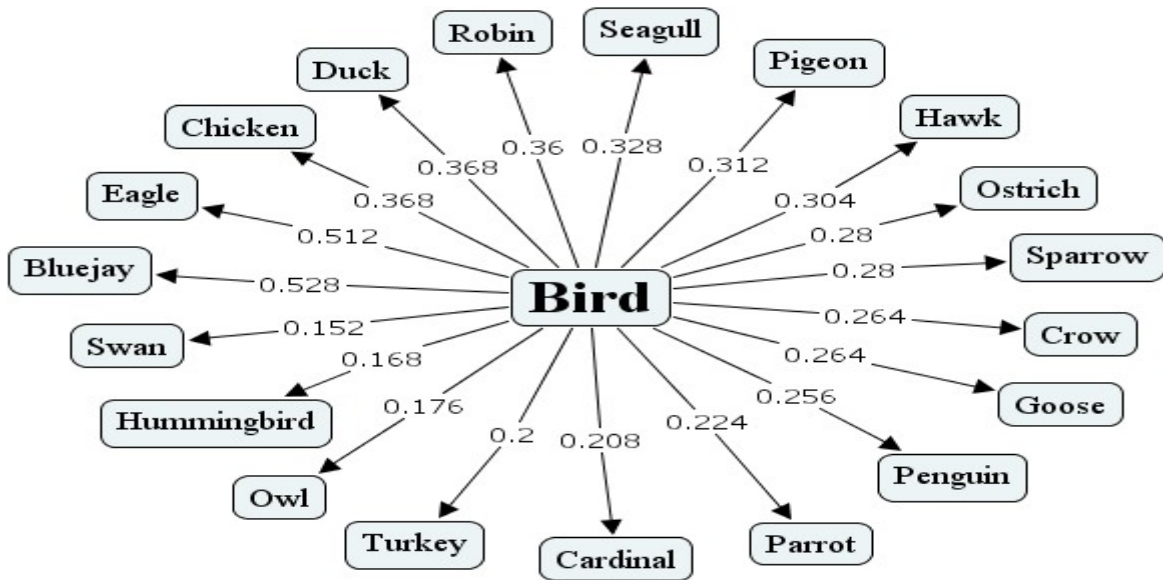 Robin
Seagull
Duck
Pigeon
Chicken
Hawk
0.36
0.328
0.368
0.312
Eagle
0.368
0.304
Ostrich
0.512
0.28
Bluejay
0.528
0.28
Sparrow
Bird
Swan
0.152
0.264
Crow
0.168
0.264
Hummingbird
0.176
0.256
Goose
0.2
0.208
0.224
Owl
Penguin
Turkey
Cardinal
Parrot